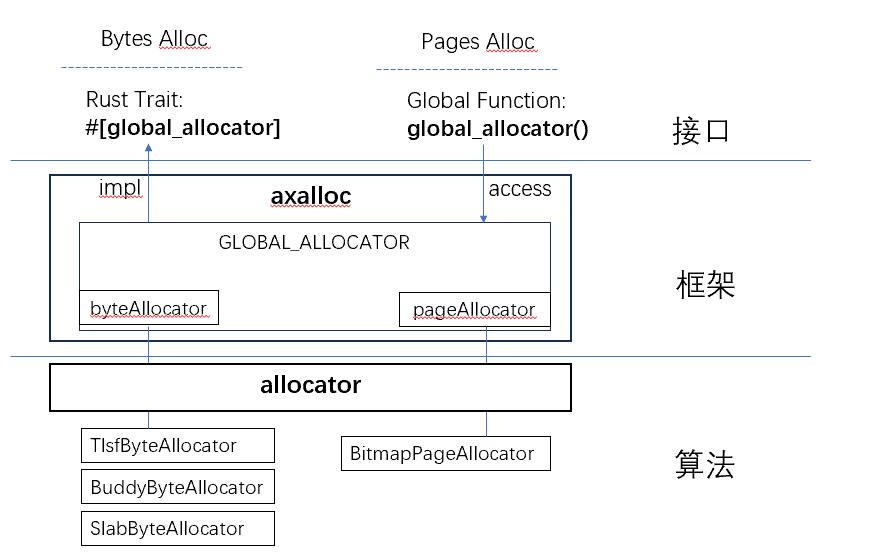 Bytes Alloc
Pages Alloc
Rust Trait:
#[global_allocator]
Global Function:
global_allocator()
接口
impl
axalloc
access
GLOBAL_ALLOCATOR
框架
byteAllocator
pageAllocator
allocator
TlsfByteAllocator
BuddyByteAllocator
SlabByteAllocator
BitmapPageAllocator
算法